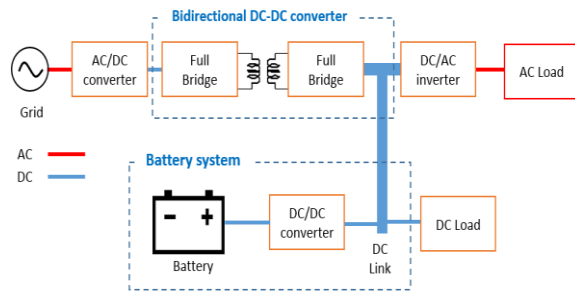 Bidirectional DC-DC converter
AC/DC
converter
Full
Bridge
Full
Bridge
DC/AC
inverter
AC Load
Grid
AC
DC
Battery system
- +
Battery
DC/DC
converter
DC
Link
DC Load